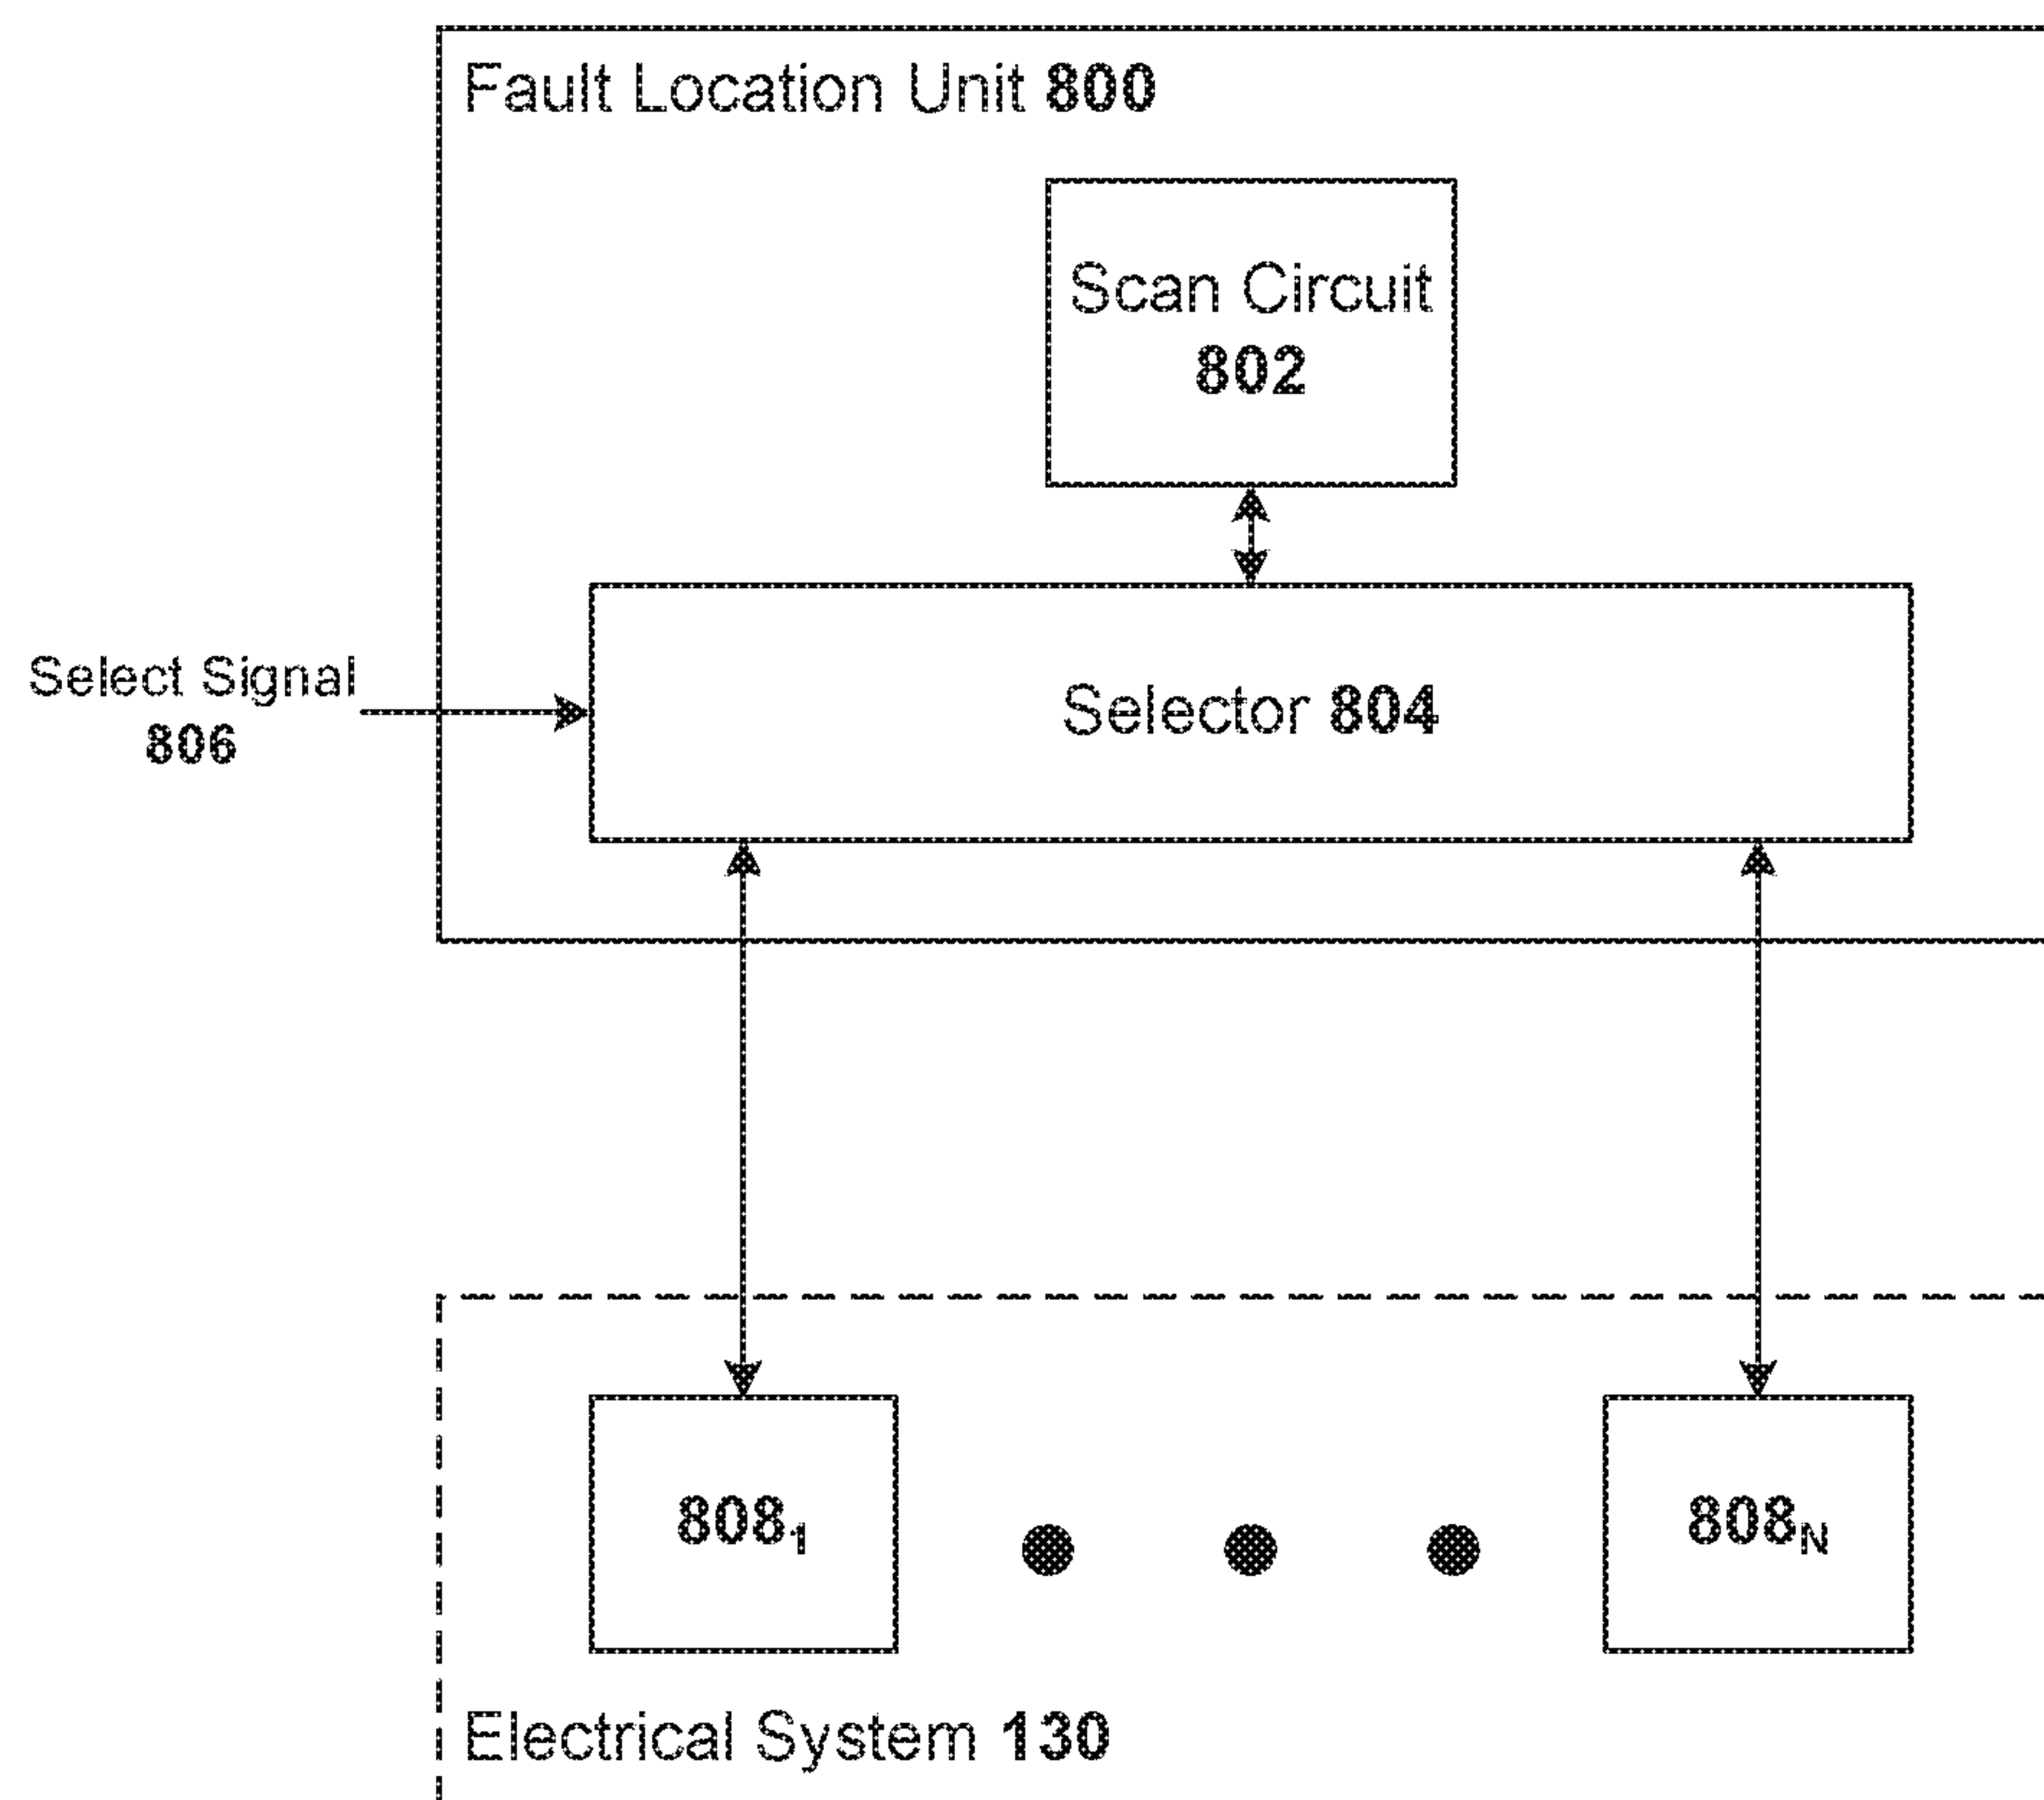 Fault Location Unit 800
Scan Circuit
802
Select Signal
806
Selector 804
808₁
808N
Electrical System 130